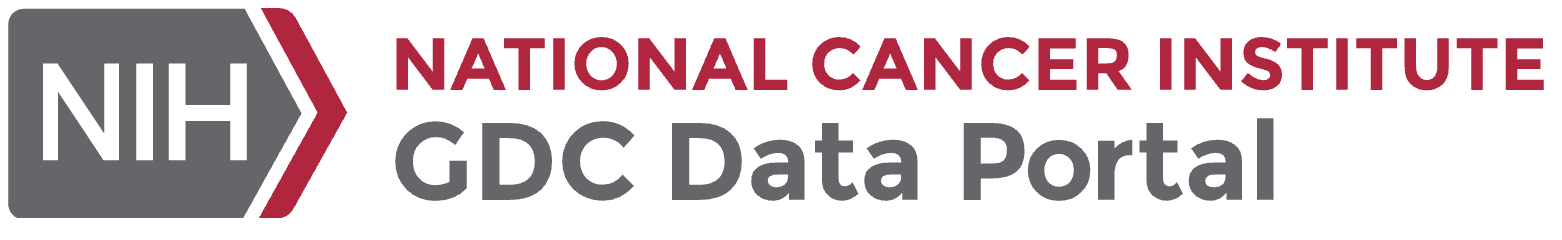 NIH
NATIONAL CANCER INSTITUTE
GDC Data Portal